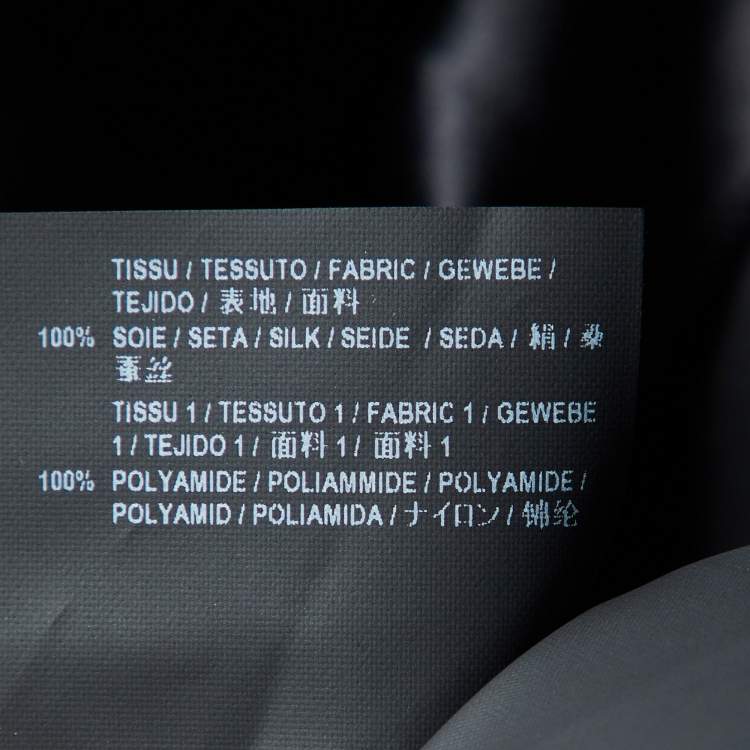 TISSU / TESSUTO / FABRIC / GEWEBE /
TEJIDO / 表地 / 面料
100% SOIE / SETA / SILK / SEIDE / SEDA / 絹 / 桑
蚕丝
TISSU 1 / TESSUTO 1 / FABRIC 1 / GEWEBE
1 / TEJIDO 1 / 面料 1 / 面料 1
100% POLYAMIDE / POLIAMMIDE / POLYAMIDE /
POLYAMID / POLIAMIDA / ナイロン / 锦纶